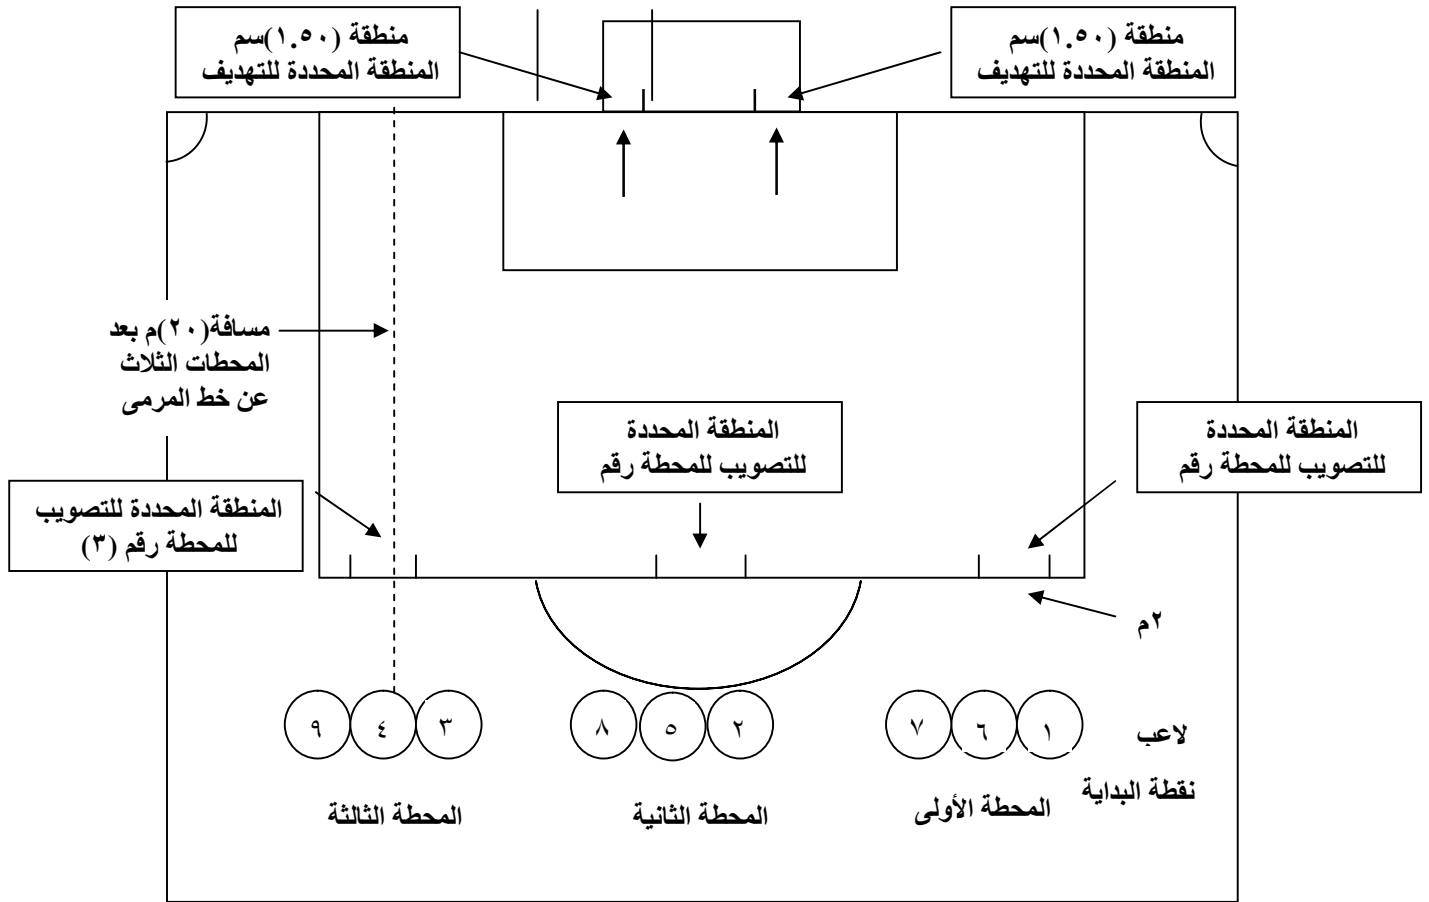 منطقة (١.٥٠)سم
المنطقة المحددة للتهديف
منطقة (١.٥٠)سم
المنطقة المحددة للتهديف
مسافة(٢٠)م بعد
المحطات الثلاث
عن خط المرمى
المنطقة المحددة
للتصويب للمحطة رقم
المنطقة المحددة
للتصويب للمحطة رقم
المنطقة المحددة للتصويب
للمحطة رقم (٣)
٢م
لاعب
١ ٦ ٧
٢ ٥ ٨
٣ ٤ ٩
نقطة البداية
المحطة الأولى
المحطة الثانية
المحطة الثالثة